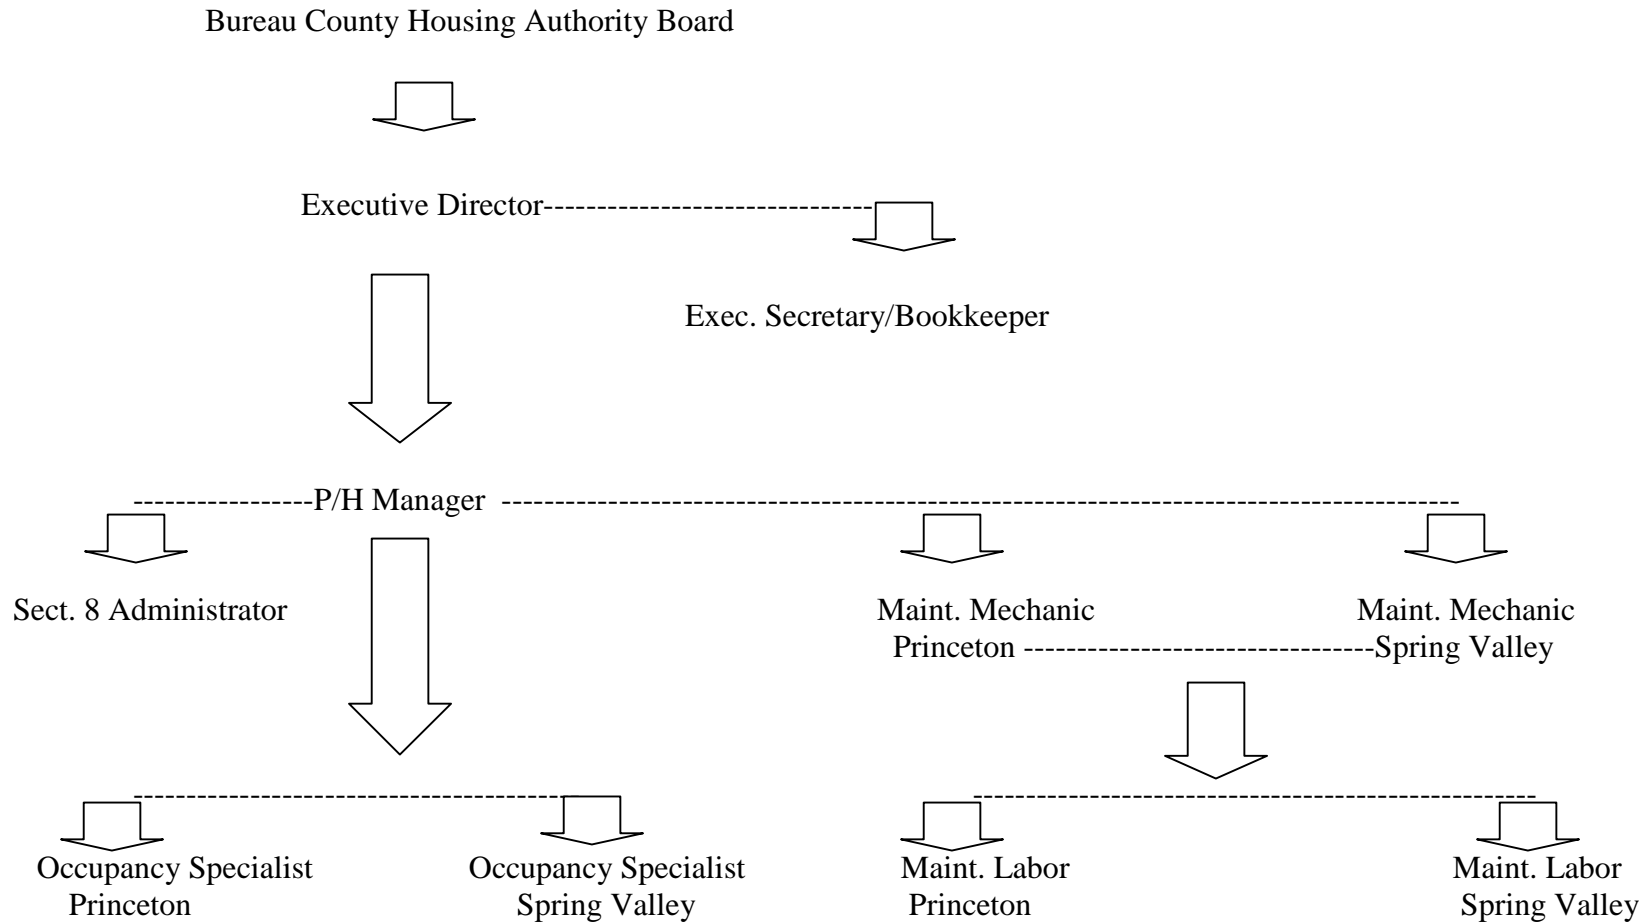 Bureau County Housing Authority Board
Executive Director--------------------------------
Exec. Secretary/Bookkeeper
-----------------P/H Manager -------------------------------------------------------------------------------------------
Sect. 8 Administrator
Maint. Mechanic
Princeton ---------------------------------Spring Valley
Maint. Mechanic
Occupancy Specialist
Princeton
Occupancy Specialist
Spring Valley
Maint. Labor
Princeton
Maint. Labor
Spring Valley